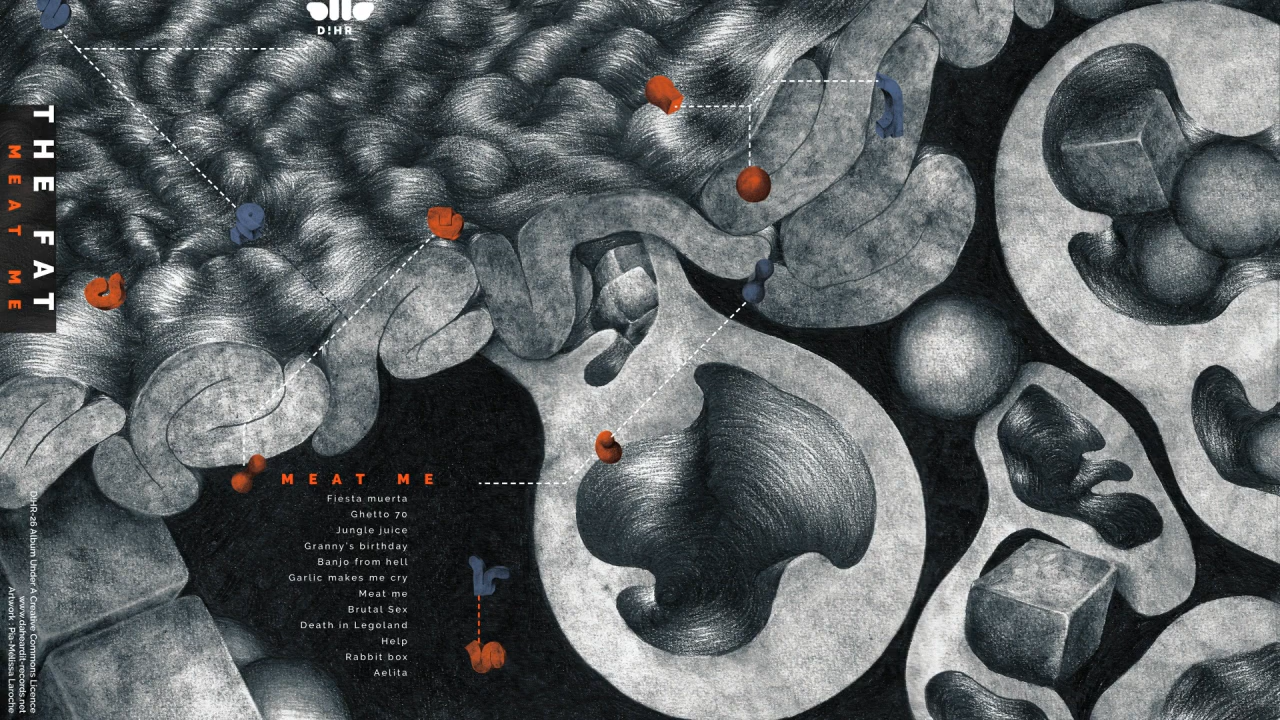 D!HR
THE FAT
MEAT ME
MEAT ME
Fiesta muerta
Ghetto 70
Jungle juice
Granny's birthday
Banjo from hell
Garlic makes me cry
Meat me
Brutal Sex
Death in Legoland
Help
Rabbit box
Aelita
D!HR-26 Album Under A Creative Commons Licence
www.daheardit-records.net
Artwork : Pia-Melissa Laroche